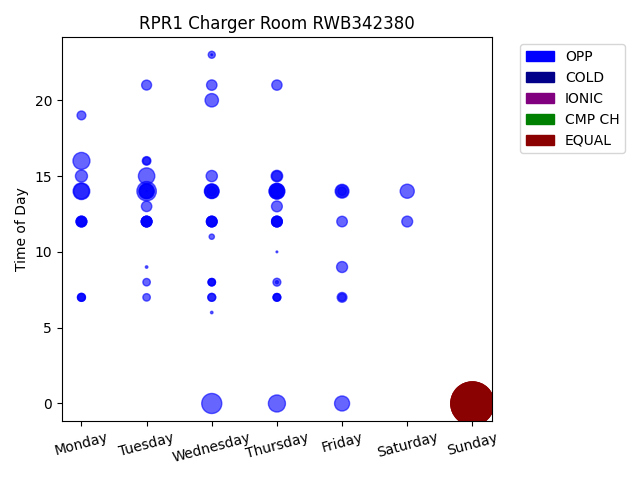 RPR1 Charger Room RWB342380
OPP
COLD
IONIC
CMP CH
EQUAL
Time of Day
20
15
10
5
0
Monday
Tuesday
Wednesday
Thursday
Friday
Saturday
Sunday